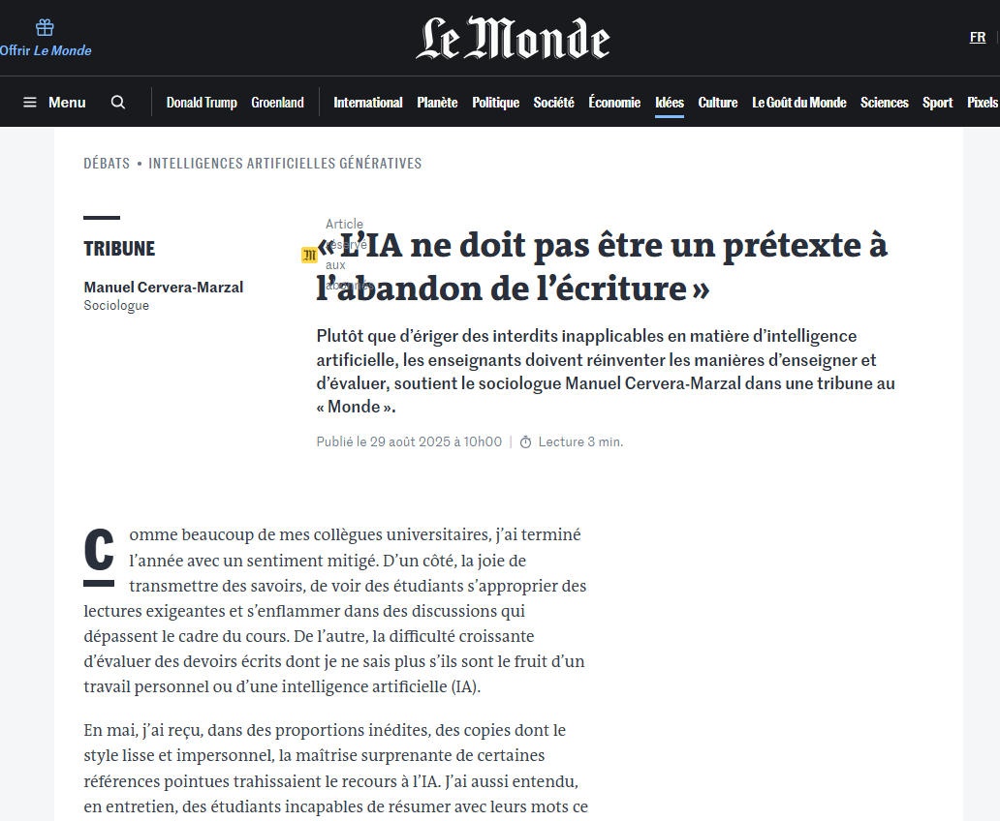 Offrir Le Monde
Le Monde
FR
Menu
Donald Trump
Groenland
International
Planète
Politique
Société
Économie
Idées
Culture
Le Goût du Monde
Sciences
Sport
Pixels
DÉBATS • INTELLIGENCES ARTIFICIELLES GÉNÉRATIVES
TRIBUNE
Manuel Cervera-Marzal
Sociologue
Article
réservé
aux
abonnés
« L’IA ne doit pas être un prétexte à
l’abandon de l’écriture »
Plutôt que d’ériger des interdits inapplicables en matière d’intelligence
artificielle, les enseignants doivent réinventer les manières d’enseigner et
d’évaluer, soutient le sociologue Manuel Cervera-Marzal dans une tribune au
« Monde ».
Publié le 29 août 2025 à 10h00 | Lecture 3 min.
Comme beaucoup de mes collègues universitaires, j’ai terminé
l’année avec un sentiment mitigé. D’un côté, la joie de
transmettre des savoirs, de voir des étudiants s’approprier des
lectures exigeantes et s’enflammer dans des discussions qui
dépassent le cadre du cours. De l’autre, la difficulté croissante
d’évaluer des devoirs écrits dont je ne sais plus s’ils sont le fruit d’un
travail personnel ou d’une intelligence artificielle (IA).
En mai, j’ai reçu, dans des proportions inédites, des copies dont le
style lisse et impersonnel, la maîtrise surprenante de certaines
références pointues trahissaient le recours à l’IA. J’ai aussi entendu,
en entretien, des étudiants incapables de résumer avec leurs mots ce